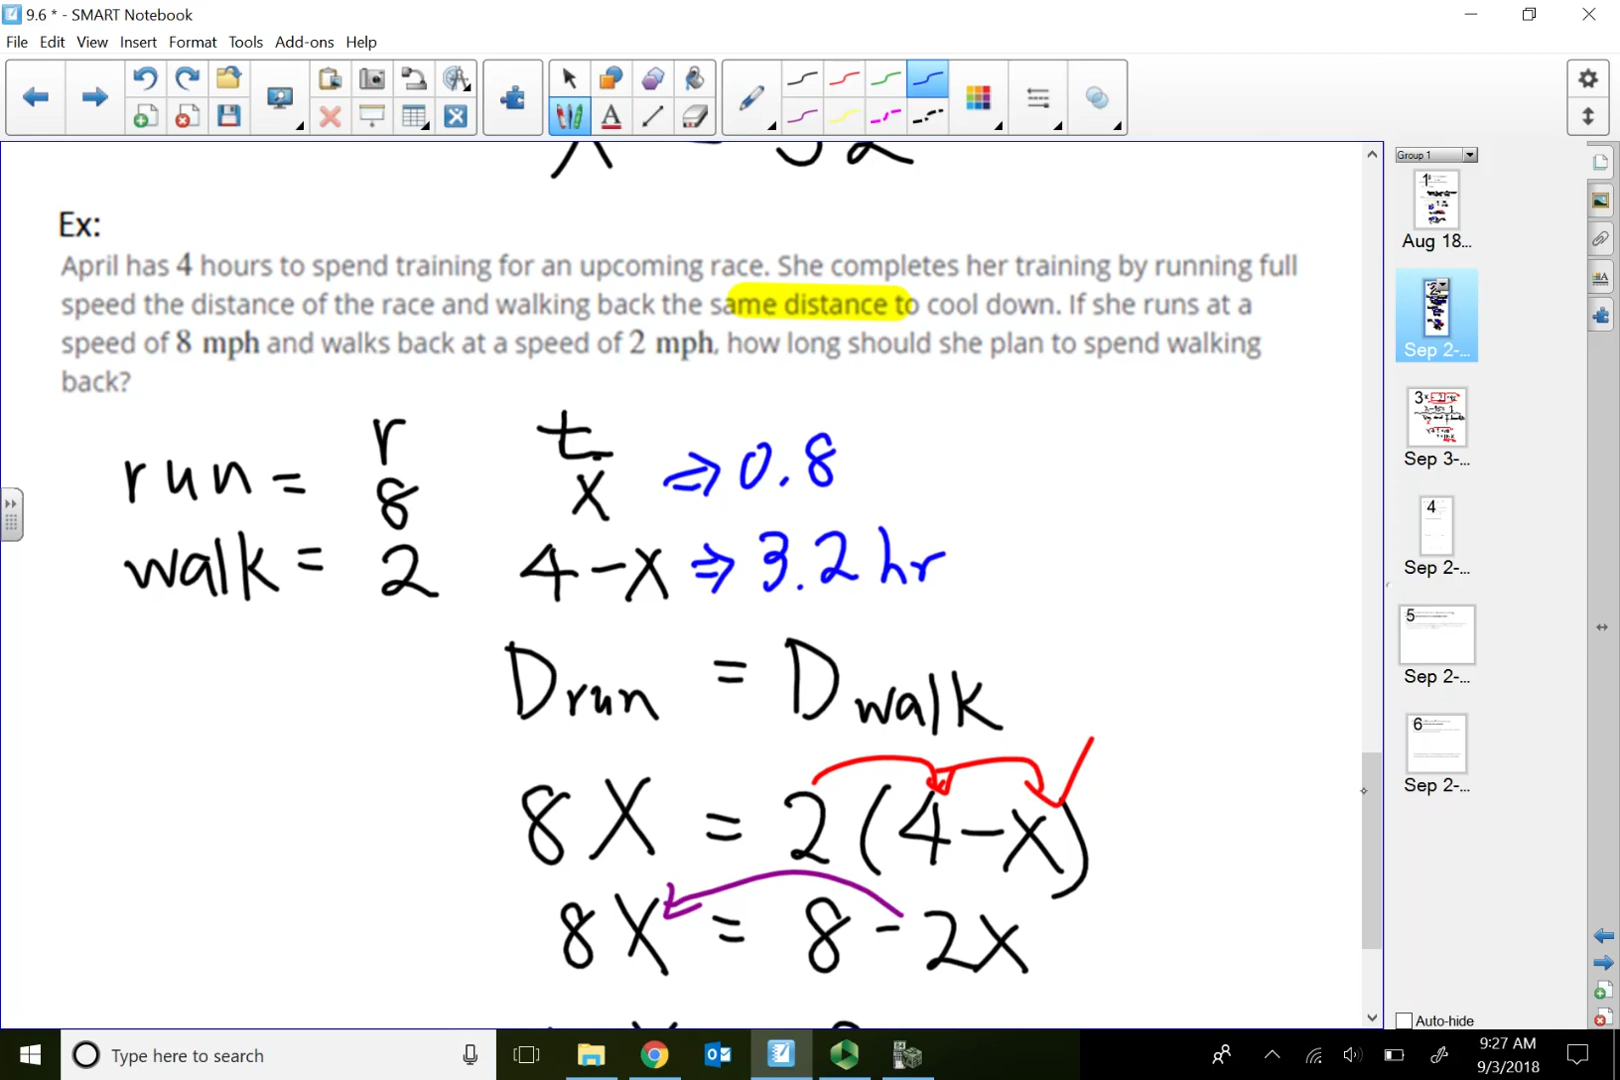 9.6 * - SMART Notebook
File Edit View Insert Format Tools Add-ons Help
Ex:
April has 4 hours to spend training for an upcoming race. She completes her training by running full
speed the distance of the race and walking back the same distance to cool down. If she runs at a
speed of 8 mph and walks back at a speed of 2 mph, how long should she plan to spend walking
back?
r t
run = 8 x ⇒ 0.8
walk = 2 4-x ⇒ 3.2 hr
Drun = Dwalk
8X = 2(4-x)
8X = 8-2x
Group 1
1
Aug 18...
Sep 2-...
3
Sep 3-...
4
Sep 2-...
5
Sep 2-...
6
Sep 2-...
Auto-hide
Type here to search
9:27 AM
9/3/2018